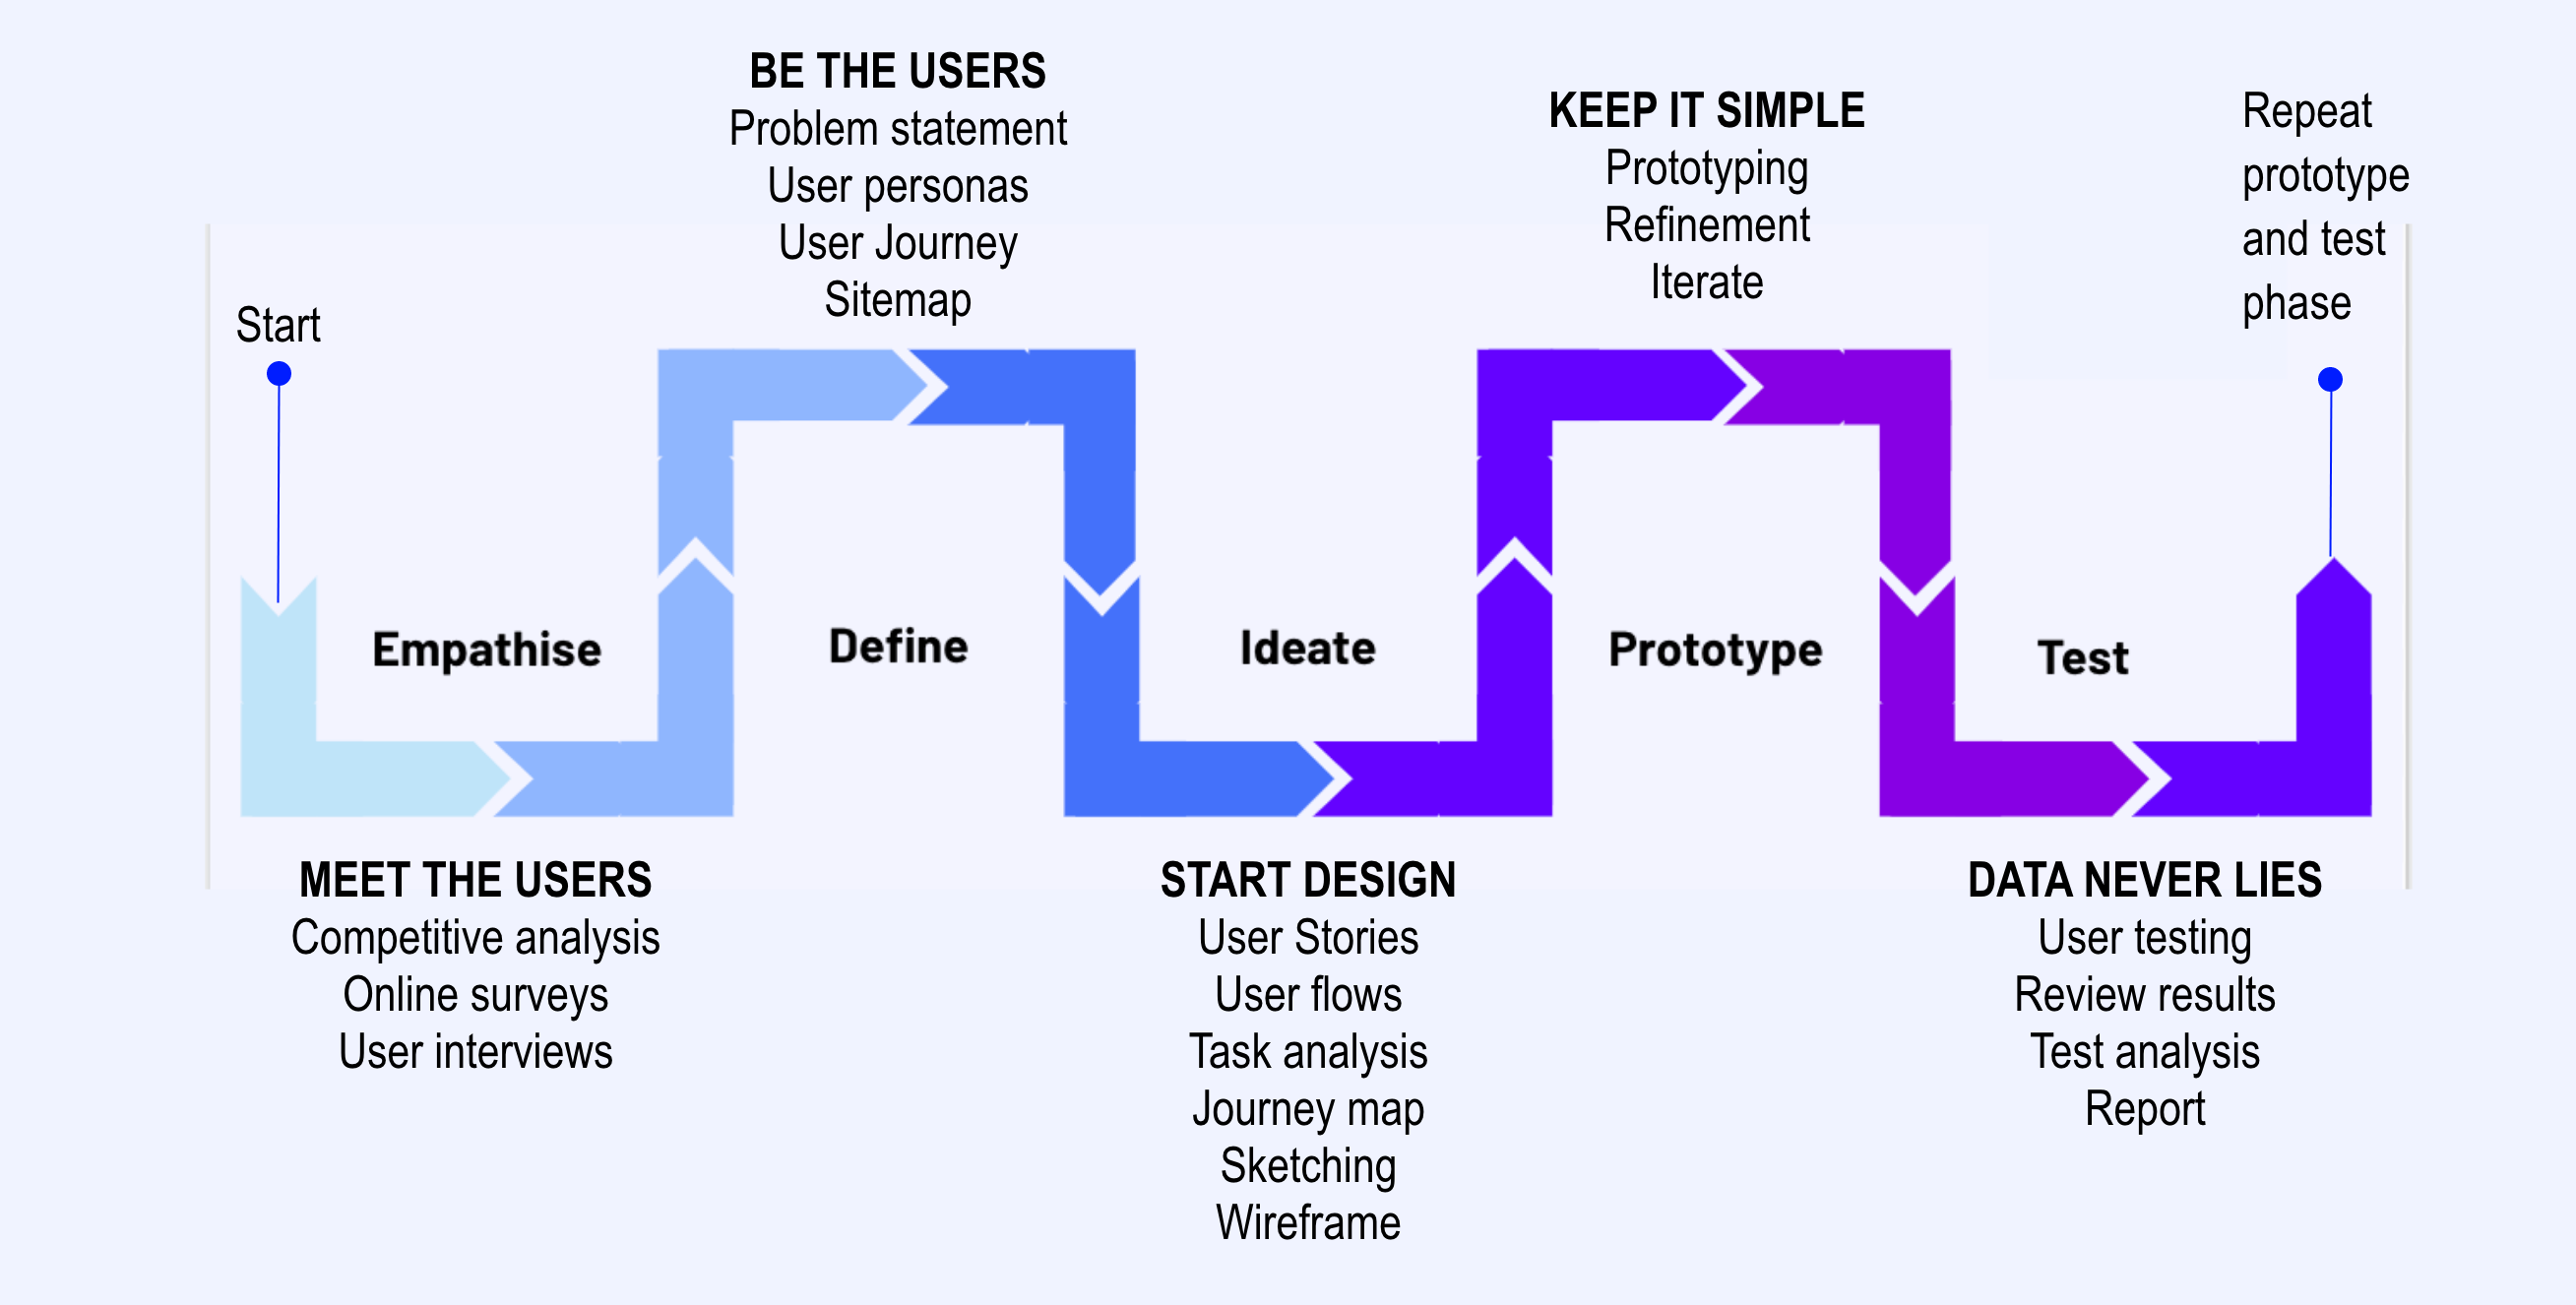 BE THE USERS
Problem statement
User personas
User Journey
Sitemap
KEEP IT SIMPLE
Prototyping
Refinement
Iterate
Repeat
prototype
and test
phase
Start
Empathise
Define
Ideate
Prototype
Test
MEET THE USERS
Competitive analysis
Online surveys
User interviews
START DESIGN
User Stories
User flows
Task analysis
Journey map
Sketching
Wireframe
DATA NEVER LIES
User testing
Review results
Test analysis
Report